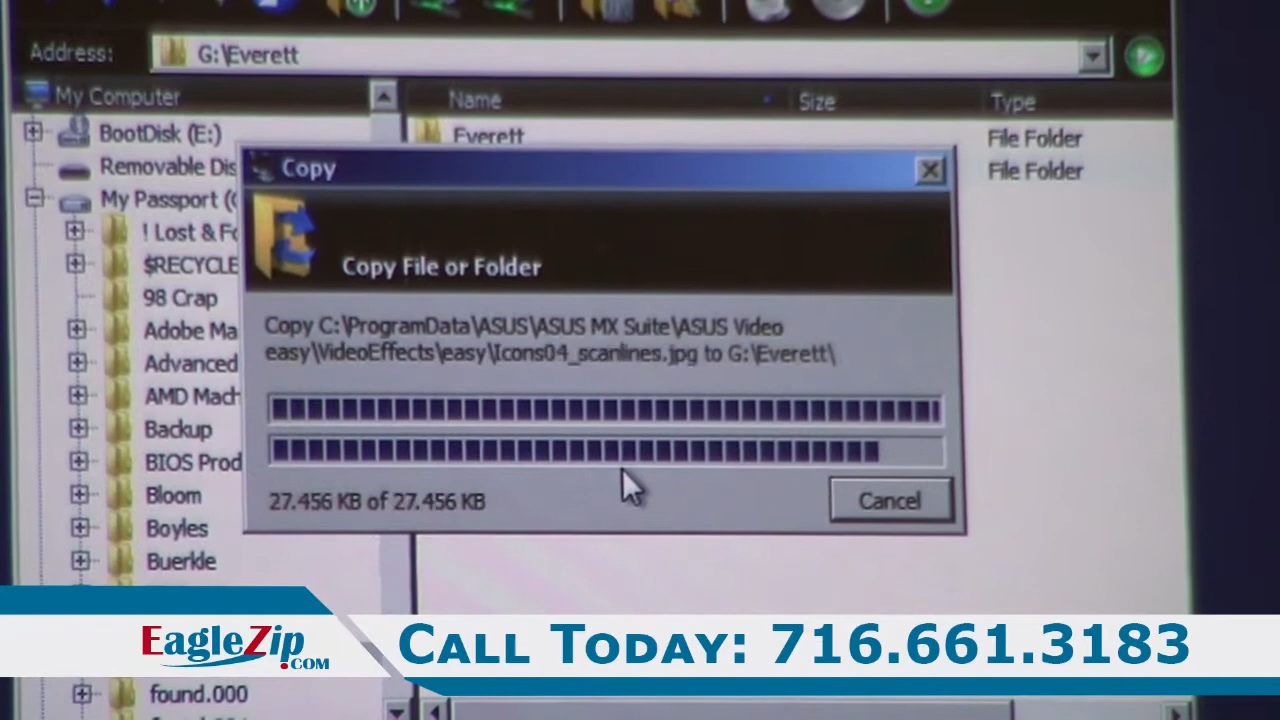 Address: G:\Everett
My Computer
Name Size Type
BootDisk (E:)
Everett File Folder
Removable Dis
File Folder
My Passport (
! Lost & Fo
$RECYCLE
98 Crap
Adobe Ma
Advanced
AMD Mach
Backup
BIOS Prod
Bloom
Boyles
Buerkle
Copy
Copy File or Folder
Copy C:\ProgramData\ASUS\ASUS MX Suite\ASUS Video
easy\VideoEffects\easy\Icons04_scanlines.jpg to G:\Everett\
27.456 KB of 27.456 KB
Cancel
EagleZip.COM
CALL TODAY: 716.661.3183
found.000